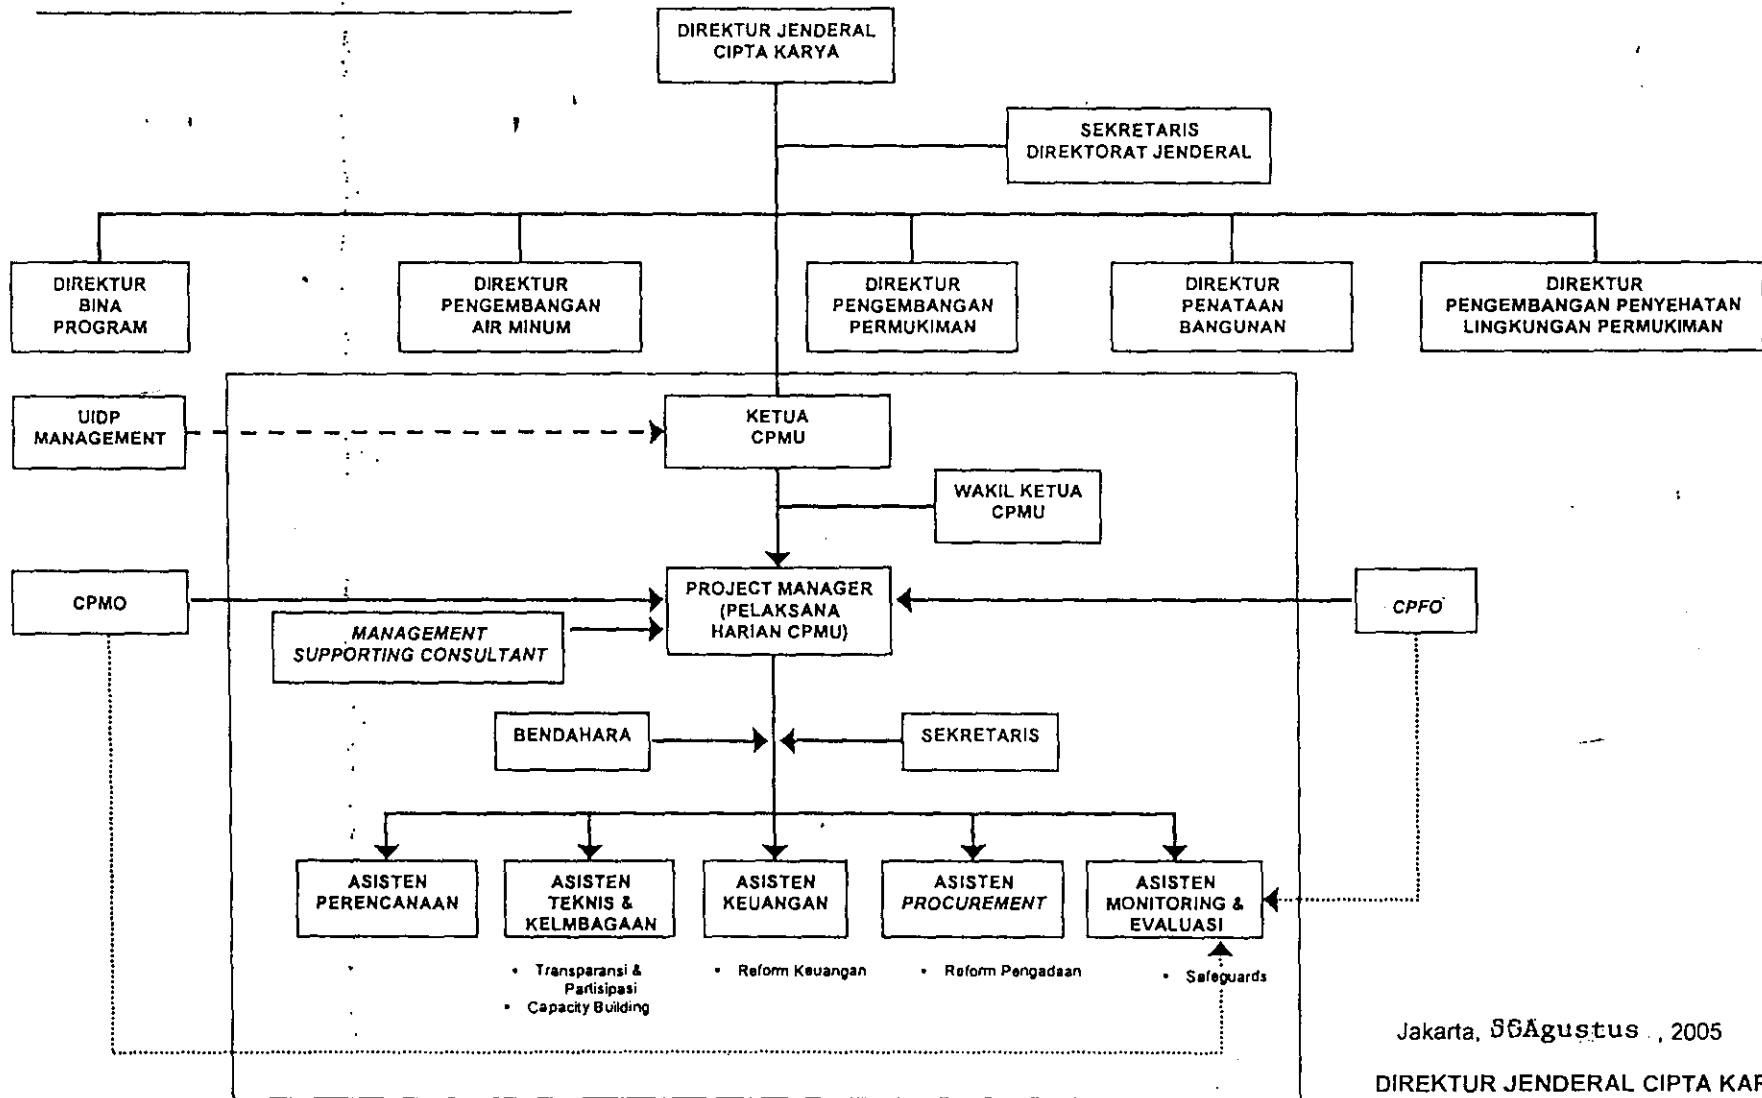 DIREKTUR JENDERAL
CIPTA KARYA
SEKRETARIS
DIREKTORAT JENDERAL
DIREKTUR
BINA
PROGRAM
DIREKTUR
PENGEMBANGAN
AIR MINUM
DIREKTUR
PENGEMBANGAN
PERMUKIMAN
DIREKTUR
PENATAAN
BANGUNAN
DIREKTUR
PENGEMBANGAN PENYEHATAN
LINGKUNGAN PERMUKIMAN
UIDP
MANAGEMENT
KETUA
CPMU
WAKIL KETUA
CPMU
CPMO
PROJECT MANAGER
(PELAKSANA
HARIAN CPMU)
CPFO
MANAGEMENT
SUPPORTING CONSULTANT
BENDAHARA
SEKRETARIS
ASISTEN
PERENCANAAN
ASISTEN
TEKNIS &
KELMBAGAAN
ASISTEN
KEUANGAN
ASISTEN
PROCUREMENT
ASISTEN
MONITORING &
EVALUASI
• Transparansi &
Partisipasi
• Capacity Building
• Reform Keuangan
• Reform Pengadaan
• Safeguards
Jakarta, Agustus , 2005
DIREKTUR JENDERAL CIPTA KAR